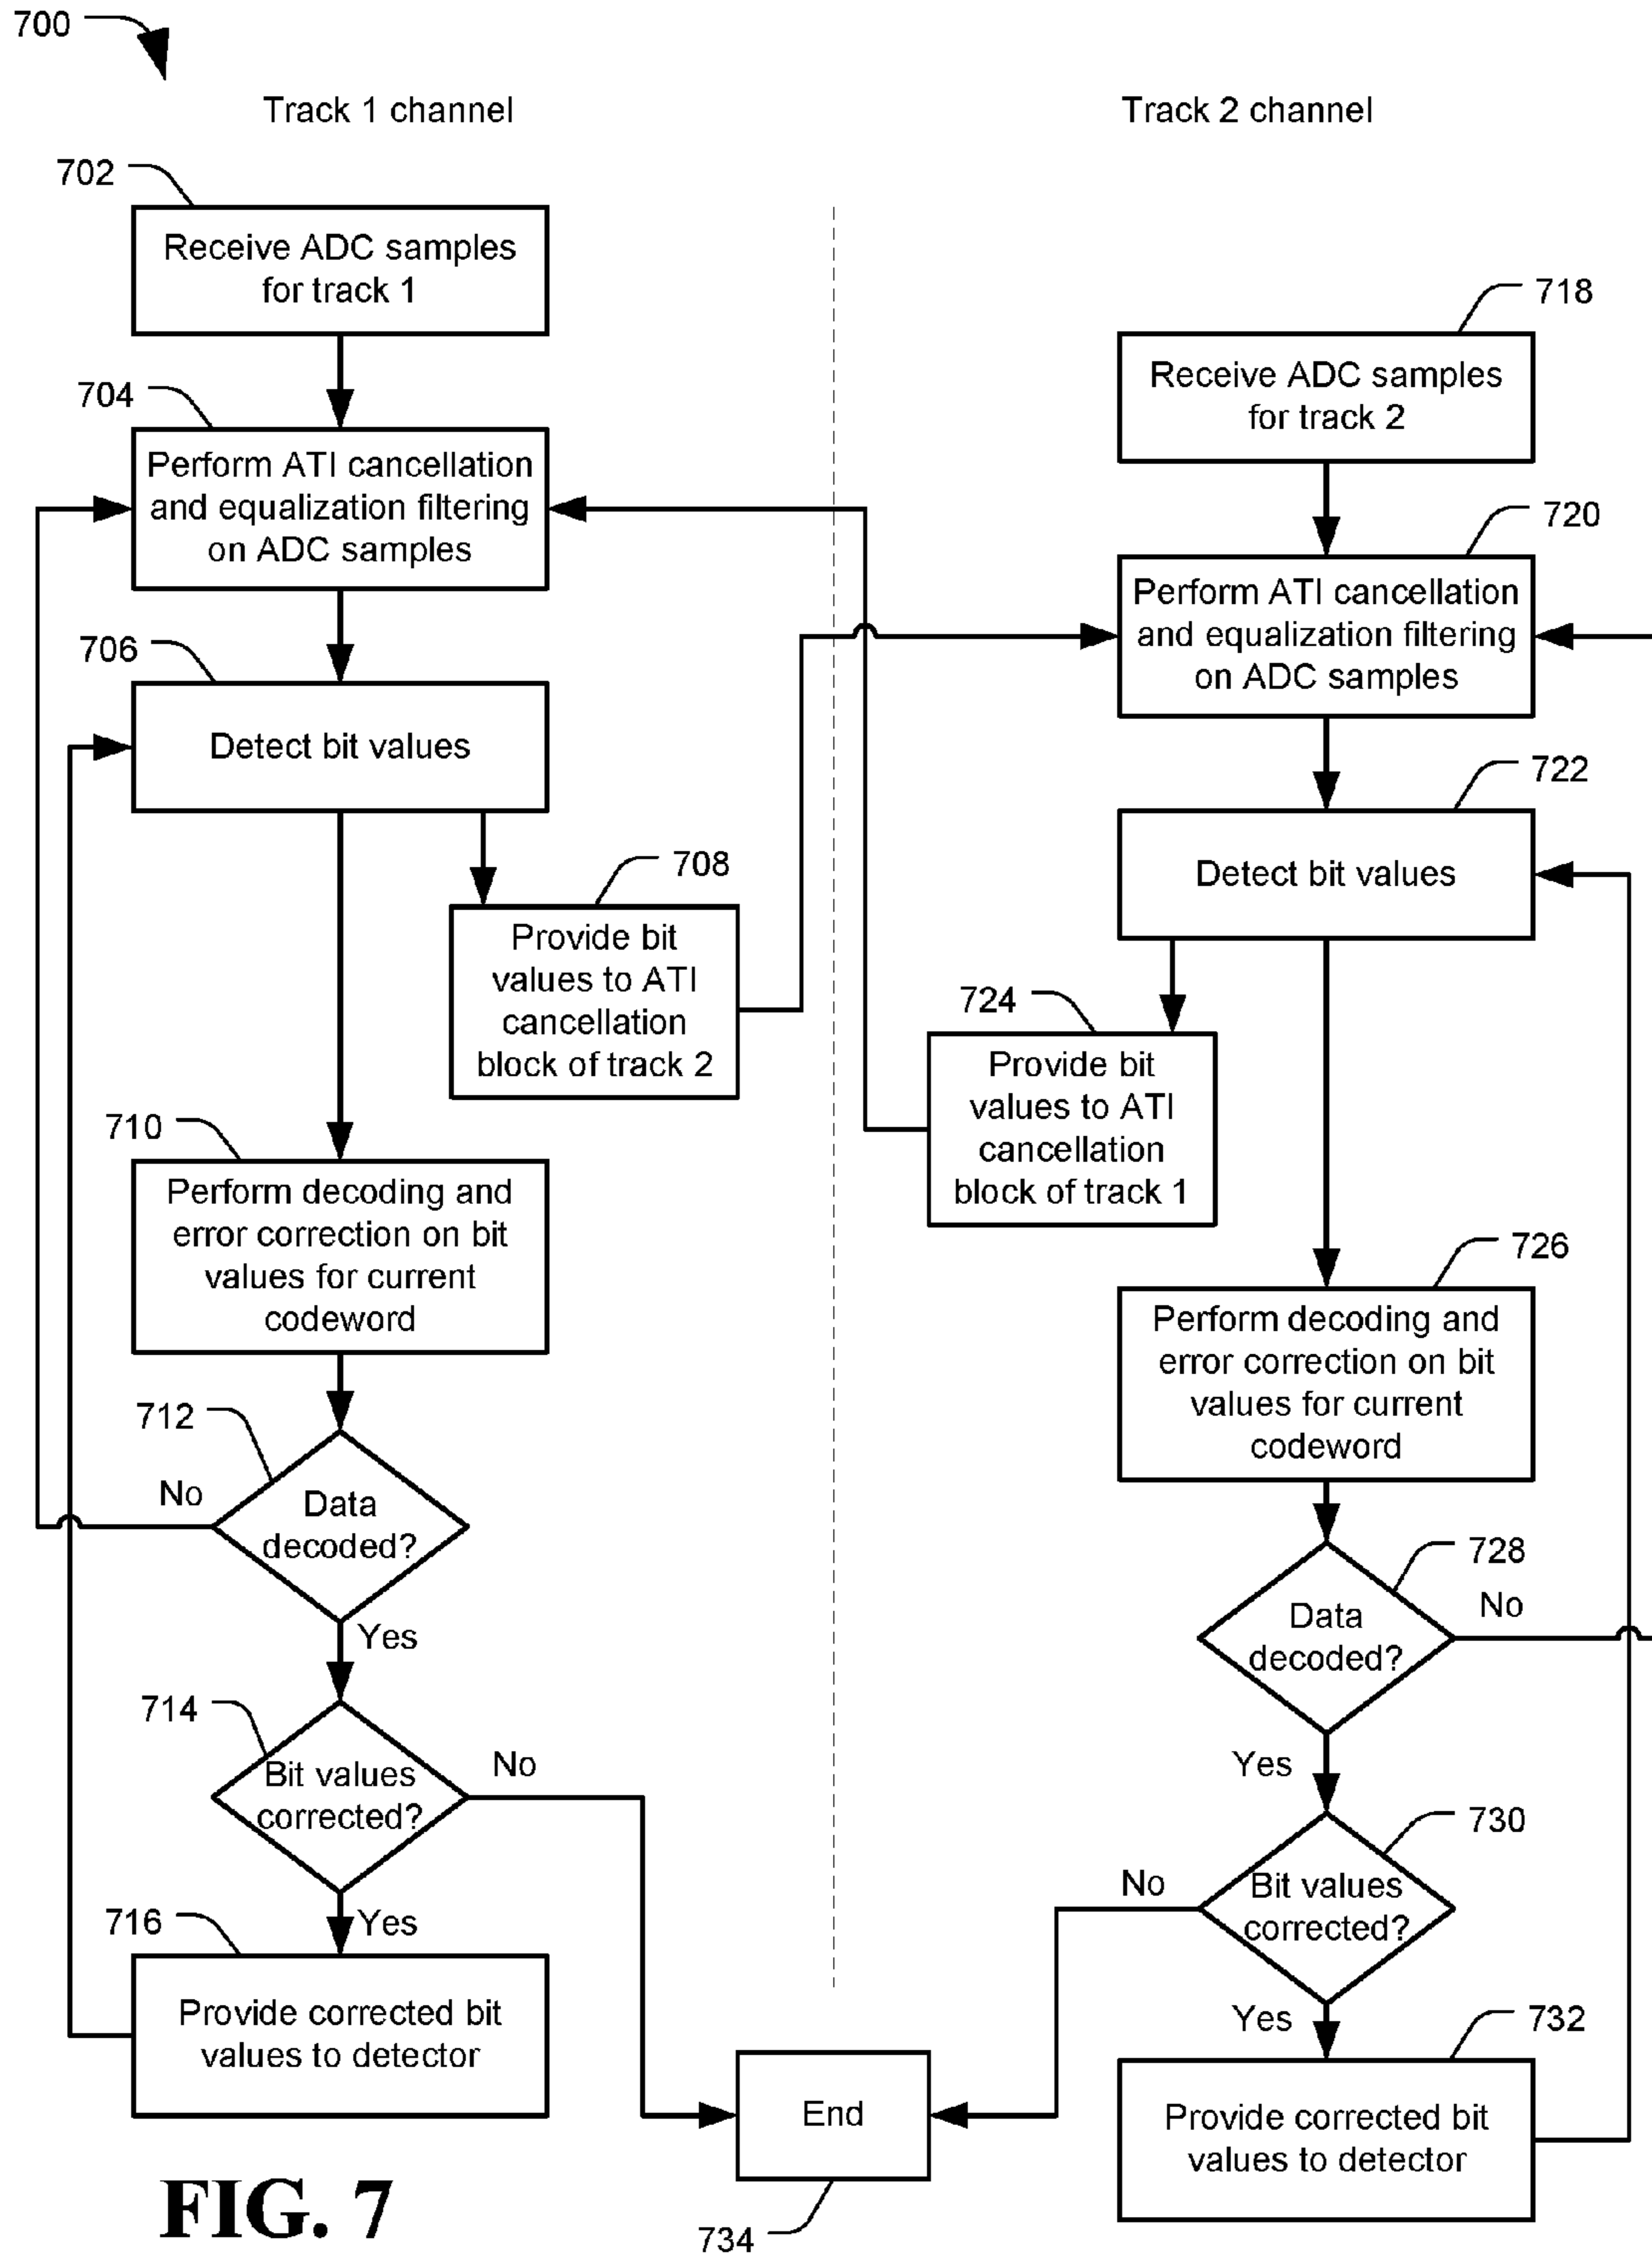 700
Track 1 channel
702
Receive ADC samples
for track 1
704
Perform ATI cancellation
and equalization filtering
on ADC samples
706
Detect bit values
708
Provide bit
values to ATI
cancellation
block of track 2
710
Perform decoding and
error correction on bit
values for current
codeword
712
Data
decoded?
No
Yes
714
Bit values
corrected?
No
Yes
716
Provide corrected bit
values to detector
Track 2 channel
718
Receive ADC samples
for track 2
720
Perform ATI cancellation
and equalization filtering
on ADC samples
722
Detect bit values
724
Provide bit
values to ATI
cancellation
block of track 1
726
Perform decoding and
error correction on bit
values for current
codeword
728
Data
decoded?
No
Yes
730
Bit values
corrected?
No
Yes
732
Provide corrected bit
values to detector
End
734
FIG. 7